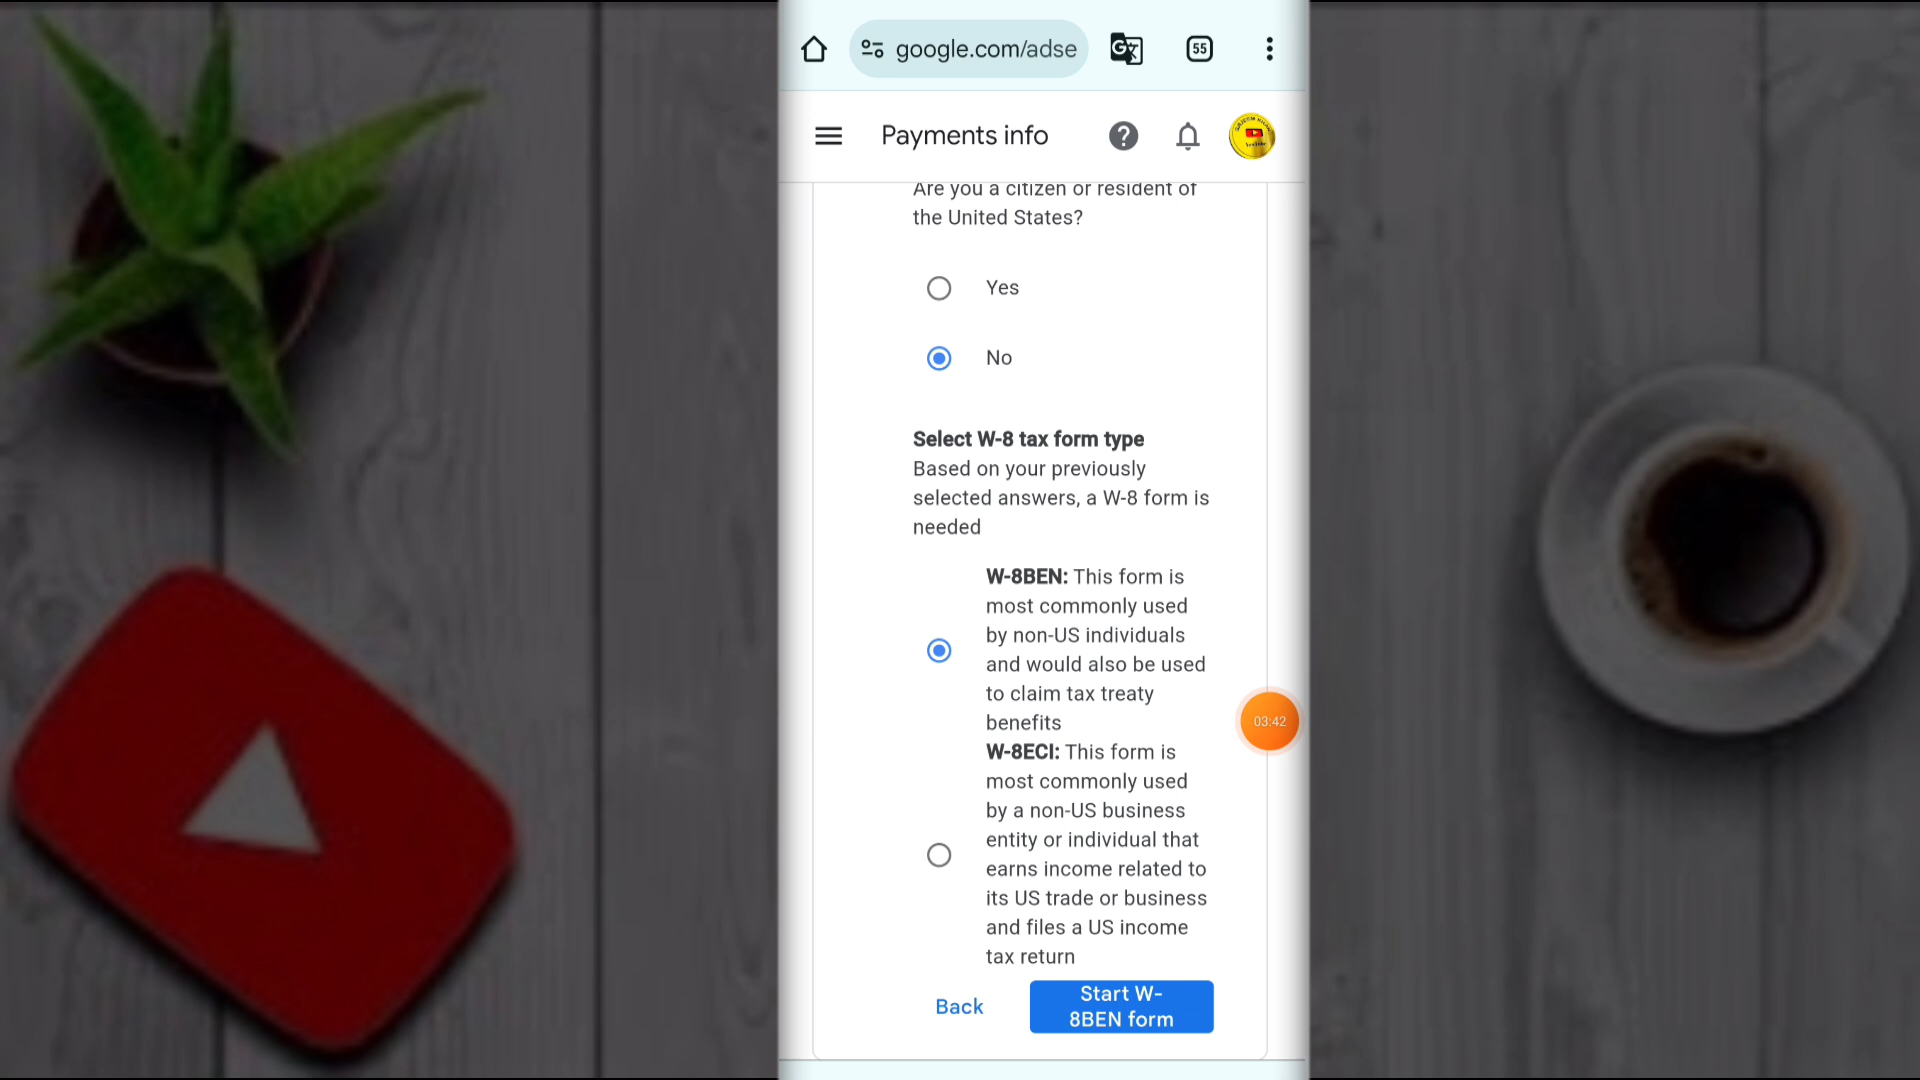 google.com/adse
55
Payments info
Are you a citizen or resident of
the United States?
Yes
No
Select W-8 tax form type
Based on your previously
selected answers, a W-8 form is
needed
W-8BEN: This form is
most commonly used
by non-US individuals
and would also be used
to claim tax treaty
benefits
W-8ECI: This form is
most commonly used
by a non-US business
entity or individual that
earns income related to
its US trade or business
and files a US income
tax return
03:42
Back
Start W-
8BEN form